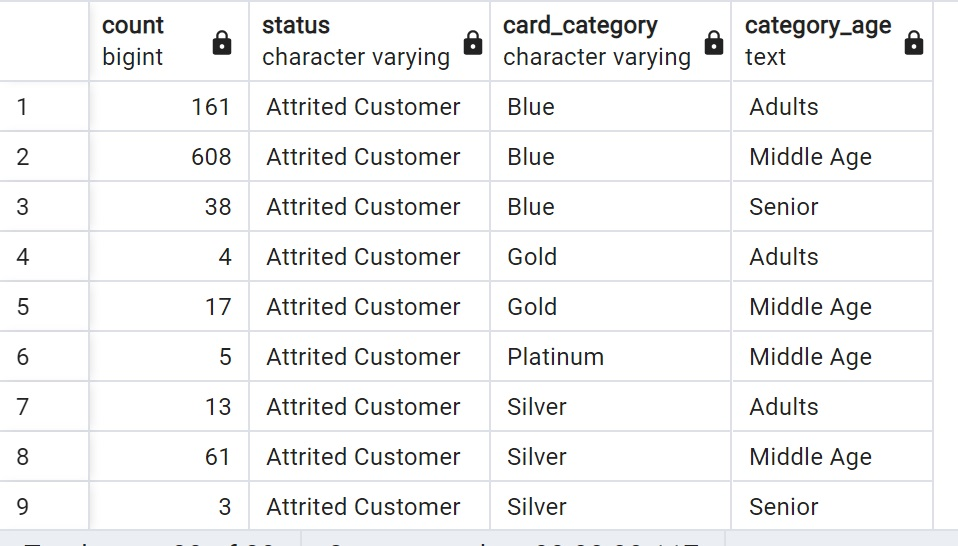 count status card_category category_age
bigint character varying character varying text
1 161 Attrited Customer Blue Adults
2 608 Attrited Customer Blue Middle Age
3 38 Attrited Customer Blue Senior
4 4 Attrited Customer Gold Adults
5 17 Attrited Customer Gold Middle Age
6 5 Attrited Customer Platinum Middle Age
7 13 Attrited Customer Silver Adults
8 61 Attrited Customer Silver Middle Age
9 3 Attrited Customer Silver Senior